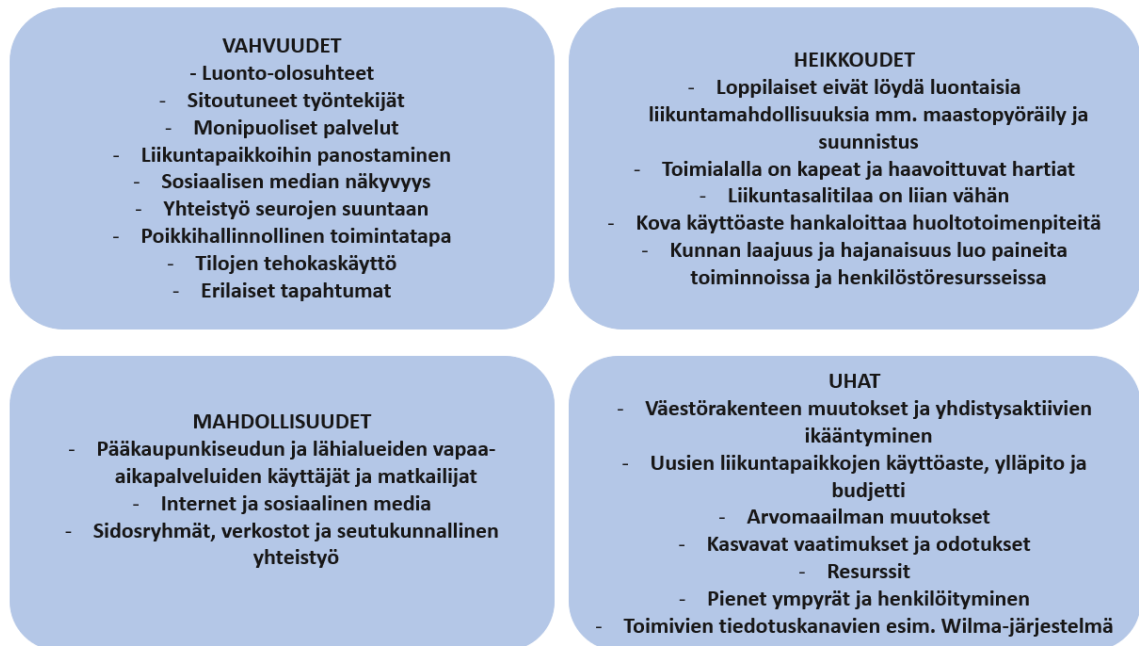 VAHVUUDET
- Luonto-olosuhteet
- Sitoutuneet työntekijät
- Monipuoliset palvelut
- Liikuntapaikkoihin panostaminen
- Sosiaalisen median näkyvyys
- Yhteistyö seurojen suuntaan
- Poikkihallinnollinen toimintatapa
- Tilojen tehokaskäyttö
- Erilaiset tapahtumat
HEIKKOUDET
- Loppilaiset eivät löydä luontaisia
liikuntamahdollisuuksia mm. maastopyöräily ja
suunnistus
- Toimialalla on kapeat ja haavoittuvat hartiat
- Liikuntasalitilaa on liian vähän
- Kova käyttöaste hankaloittaa huoltotoimenpiteitä
- Kunnan laajuus ja hajanaisuus luo paineita
toiminnoissa ja henkilöstöresursseissa
MAHDOLLISUUDET
- Pääkaupunkiseudun ja lähialueiden vapaa-
aikapalveluiden käyttäjät ja matkailijat
- Internet ja sosiaalinen media
- Sidosryhmät, verkostot ja seutukunnallinen
yhteistyö
UHAT
- Väestörakenteen muutokset ja yhdistysaktiivien
ikääntyminen
- Uusien liikuntapaikkojen käyttöaste, ylläpito ja
budjetti
- Arvomaailman muutokset
- Kasvavat vaatimukset ja odotukset
- Resurssit
- Pienet ympyrät ja henkilöityminen
- Toimivien tiedotuskanavien esim. Wilma-järjestelmä